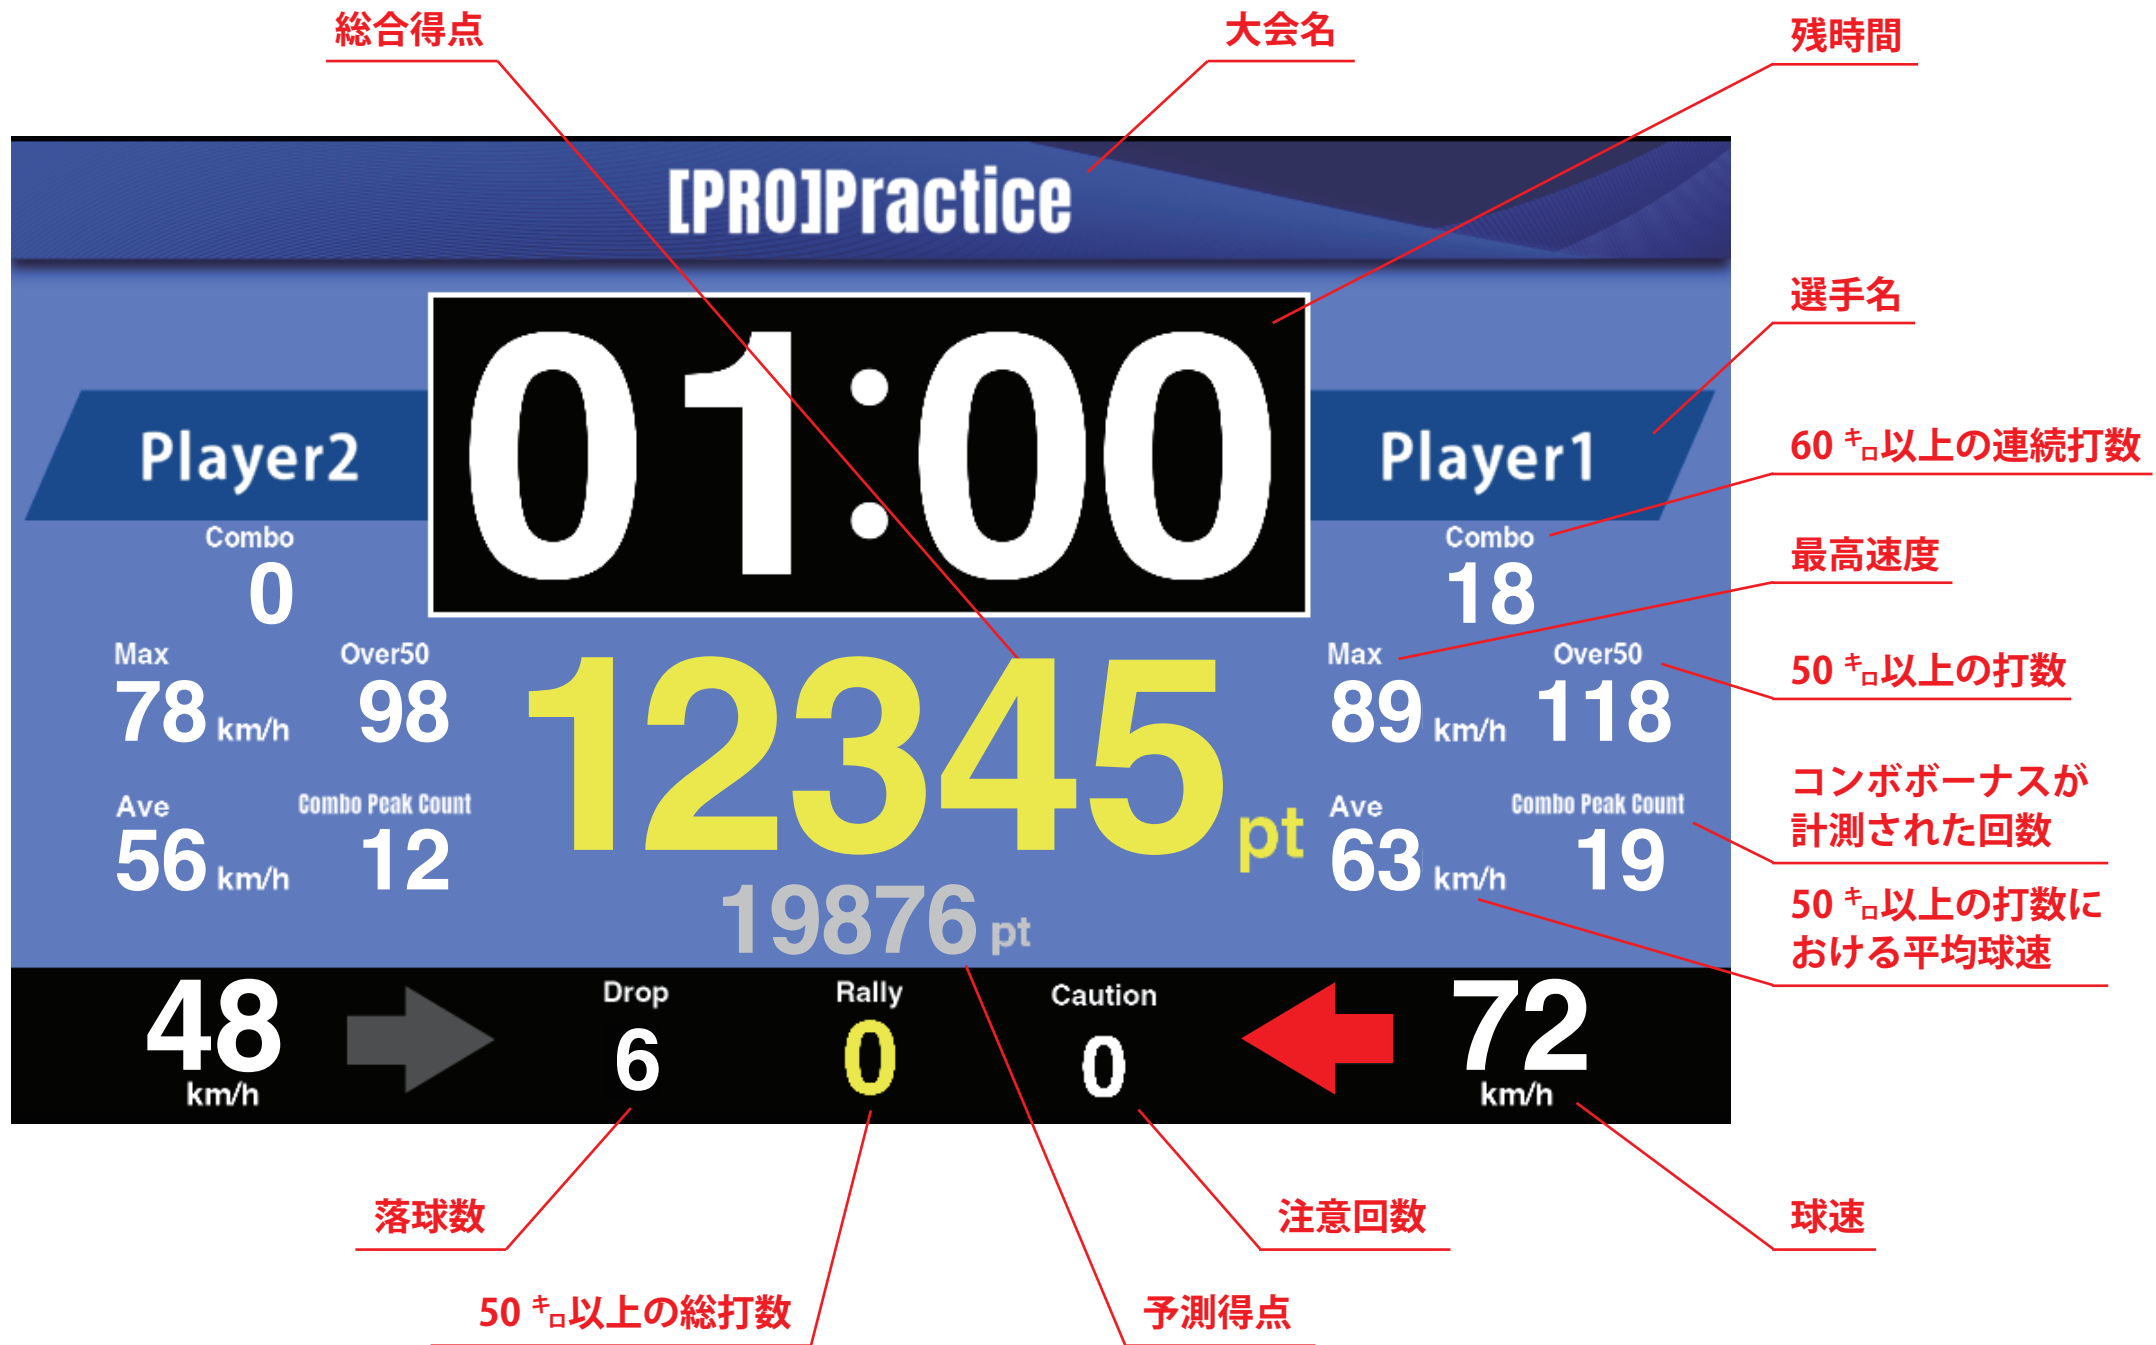 総合得点
大会名
残時間
[PRO]Practice
01:00
選手名
Player2
Player1
60 ㌔以上の連続打数
Combo
0
Combo
18
最高速度
Max
78 km/h
Over50
98
12345 pt
Max
89 km/h
Over50
118
50 ㌔以上の打数
コンボボーナスが
計測された回数
Ave
56 km/h
Combo Peak Count
12
Ave
63 km/h
Combo Peak Count
19
19876 pt
50 ㌔以上の打数に
おける平均球速
48
km/h
Drop
6
Rally
0
Caution
0
72
km/h
落球数
注意回数
球速
50 ㌔以上の総打数
予測得点